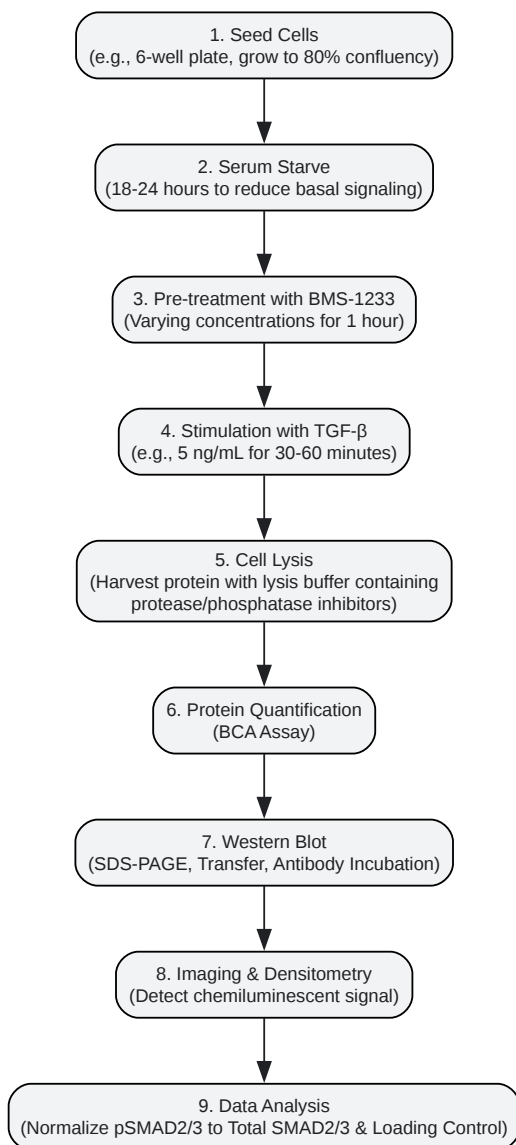 1. Seed Cells
(e.g., 6-well plate, grow to 80% confluency)
2. Serum Starve
(18-24 hours to reduce basal signaling)
3. Pre-treatment with BMS-1233
(Varying concentrations for 1 hour)
4. Stimulation with TGF-β
(e.g., 5 ng/mL for 30-60 minutes)
5. Cell Lysis
(Harvest protein with lysis buffer containing
protease/phosphatase inhibitors)
6. Protein Quantification
(BCA Assay)
7. Western Blot
(SDS-PAGE, Transfer, Antibody Incubation)
8. Imaging & Densitometry
(Detect chemiluminescent signal)
9. Data Analysis
(Normalize pSMAD2/3 to Total SMAD2/3 & Loading Control)